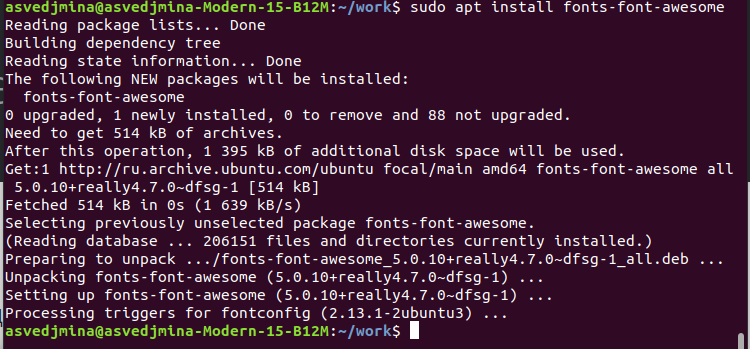 asvedjmina@asvedjmina-Modern-15-B12M:~/work$ sudo apt install fonts-font-awesome
Reading package lists... Done
Building dependency tree
Reading state information... Done
The following NEW packages will be installed:
  fonts-font-awesome
0 upgraded, 1 newly installed, 0 to remove and 88 not upgraded.
Need to get 514 kB of archives.
After this operation, 1 395 kB of additional disk space will be used.
Get:1 http://ru.archive.ubuntu.com/ubuntu focal/main amd64 fonts-font-awesome all
 5.0.10+really4.7.0~dfsg-1 [514 kB]
Fetched 514 kB in 0s (1 639 kB/s)
Selecting previously unselected package fonts-font-awesome.
(Reading database ... 206151 files and directories currently installed.)
Preparing to unpack .../fonts-font-awesome_5.0.10+really4.7.0~dfsg-1_all.deb ...
Unpacking fonts-font-awesome (5.0.10+really4.7.0~dfsg-1) ...
Setting up fonts-font-awesome (5.0.10+really4.7.0~dfsg-1) ...
Processing triggers for fontconfig (2.13.1-2ubuntu3) ...
asvedjmina@asvedjmina-Modern-15-B12M:~/work$